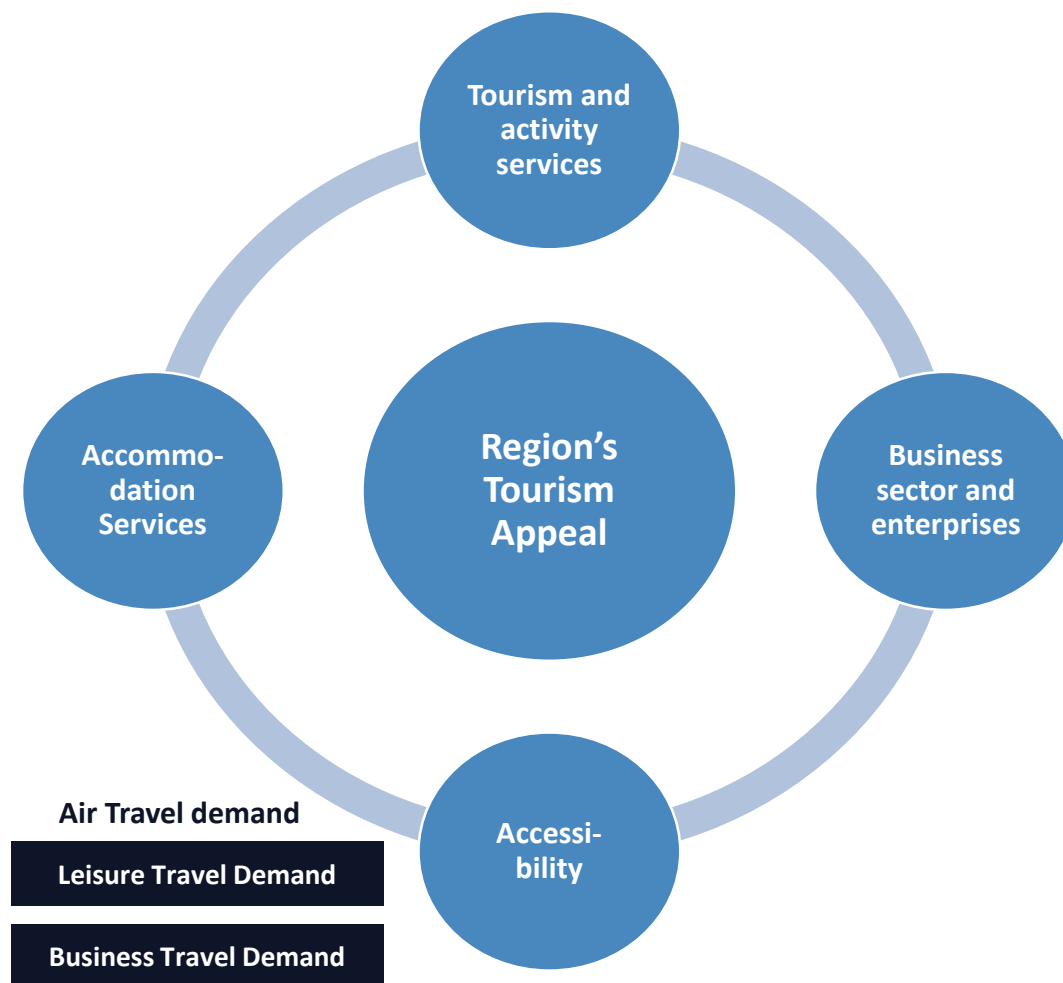 Tourism and
activity
services
Accommo-
dation
Services
Region’s
Tourism
Appeal
Business
sector and
enterprises
Accessi-
bility
Air Travel demand
Leisure Travel Demand
Business Travel Demand